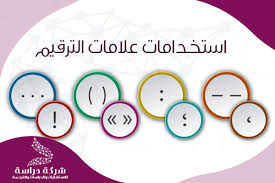 استخدامات علامات الترقيم
... () : ؛ --
! «» ؛ ،
شركة دراسة